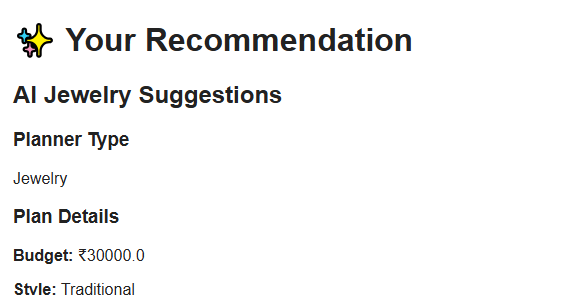 ✨ Your Recommendation
AI Jewelry Suggestions
Planner Type
Jewelry
Plan Details
Budget: ₹30000.0
Style: Traditional